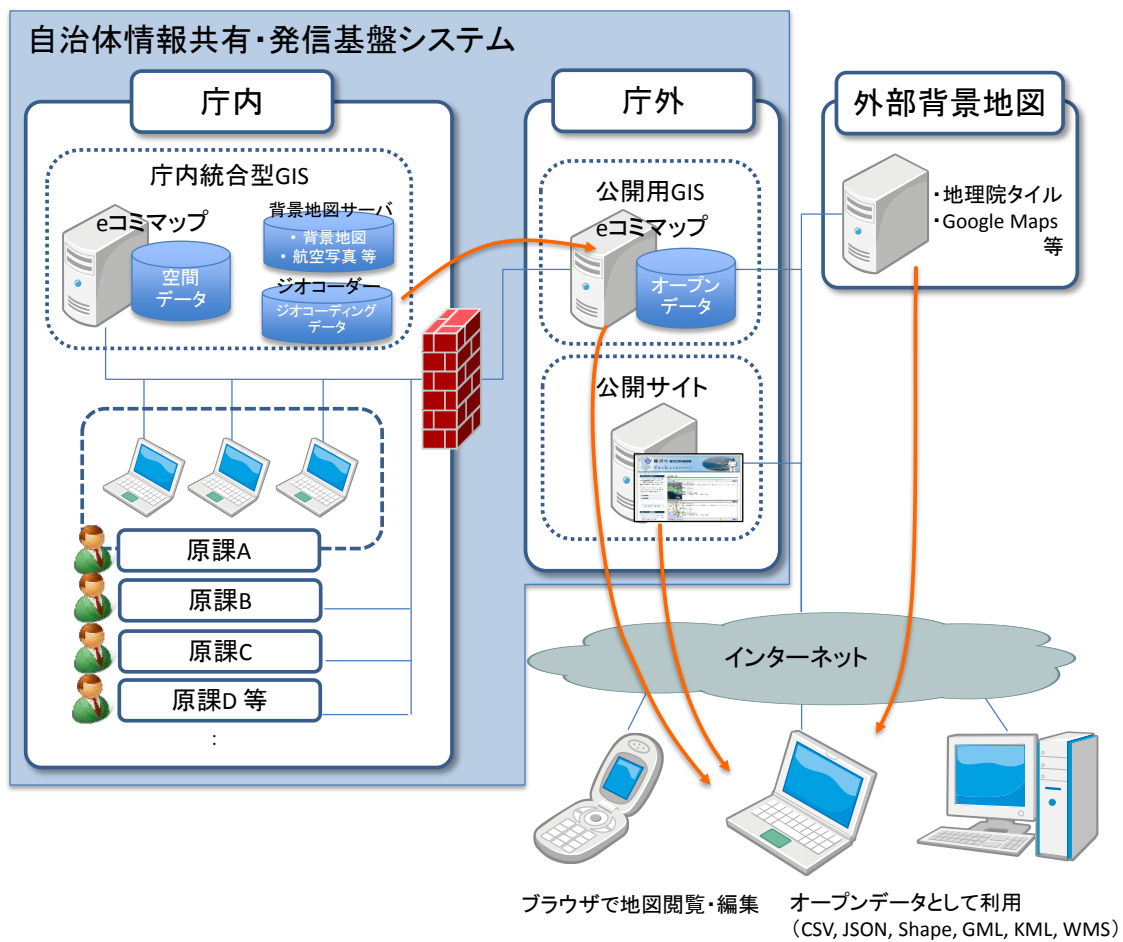 自治体情報共有・発信基盤システム
庁内
庁内統合型GIS
eコミマップ
空間
データ
背景地図サーバ
・ 背景地図
・ 航空写真 等
ジオコーダー
ジオコーディング
データ
原課A
原課B
原課C
原課D 等
：
庁外
公開用GIS
eコミマップ
オープン
データ
公開サイト
外部背景地図
・地理院タイル
・Google Maps
等
インターネット
ブラウザで地図閲覧・編集
オープンデータとして利用
（CSV, JSON, Shape, GML, KML, WMS）